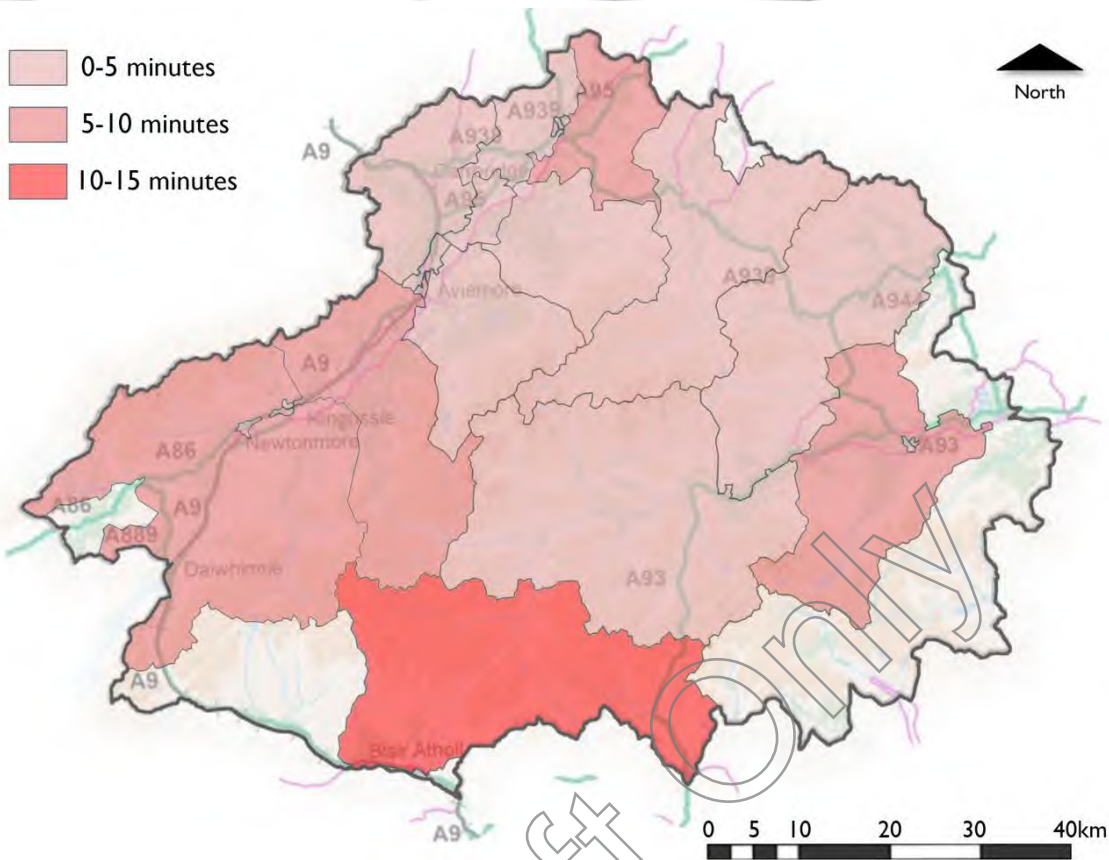 0-5 minutes
5-10 minutes
10-15 minutes
North
A95
A939
A939
A9
A95
Aviemore
A939
A944
A9
Kingussie
Newtonmore
A86
A93
A86
A9
A889
Dalwhinnie
A93
A9
Blair Atholl
A9
0 5 10 20 30 40km
ft Only